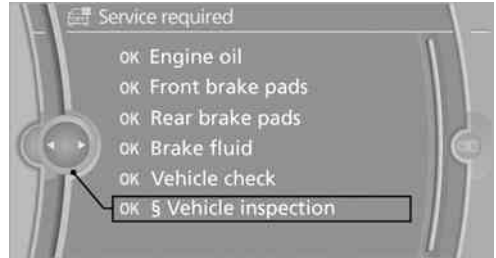 Service required
OK Engine oil
OK Front brake pads
OK Rear brake pads
OK Brake fluid
OK Vehicle check
OK § Vehicle inspection